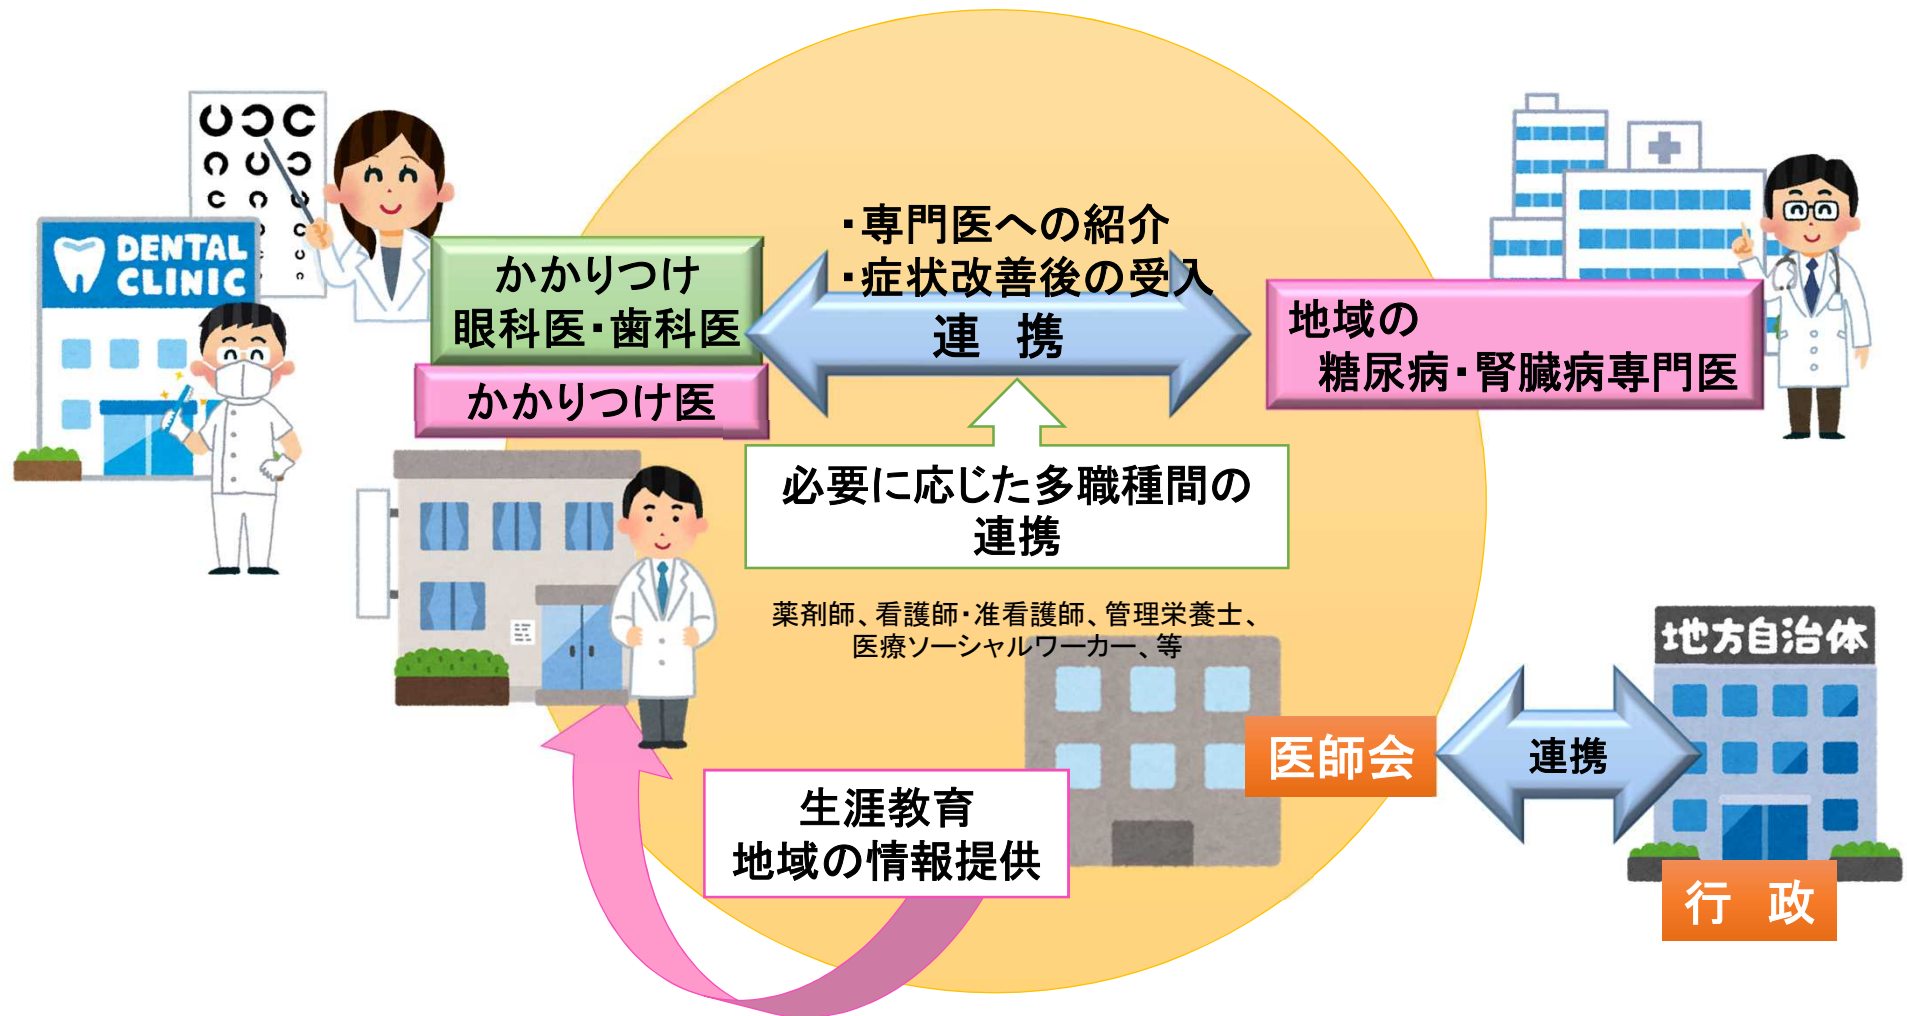 DENTAL
CLINIC
かかりつけ
眼科医・歯科医
かかりつけ医
・専門医への紹介
・症状改善後の受入
連　携
地域の
糖尿病・腎臓病専門医
必要に応じた多職種間の
連携
薬剤師、看護師・准看護師、管理栄養士、
医療ソーシャルワーカー、等
地方自治体
医師会
連携
行　政
生涯教育
地域の情報提供